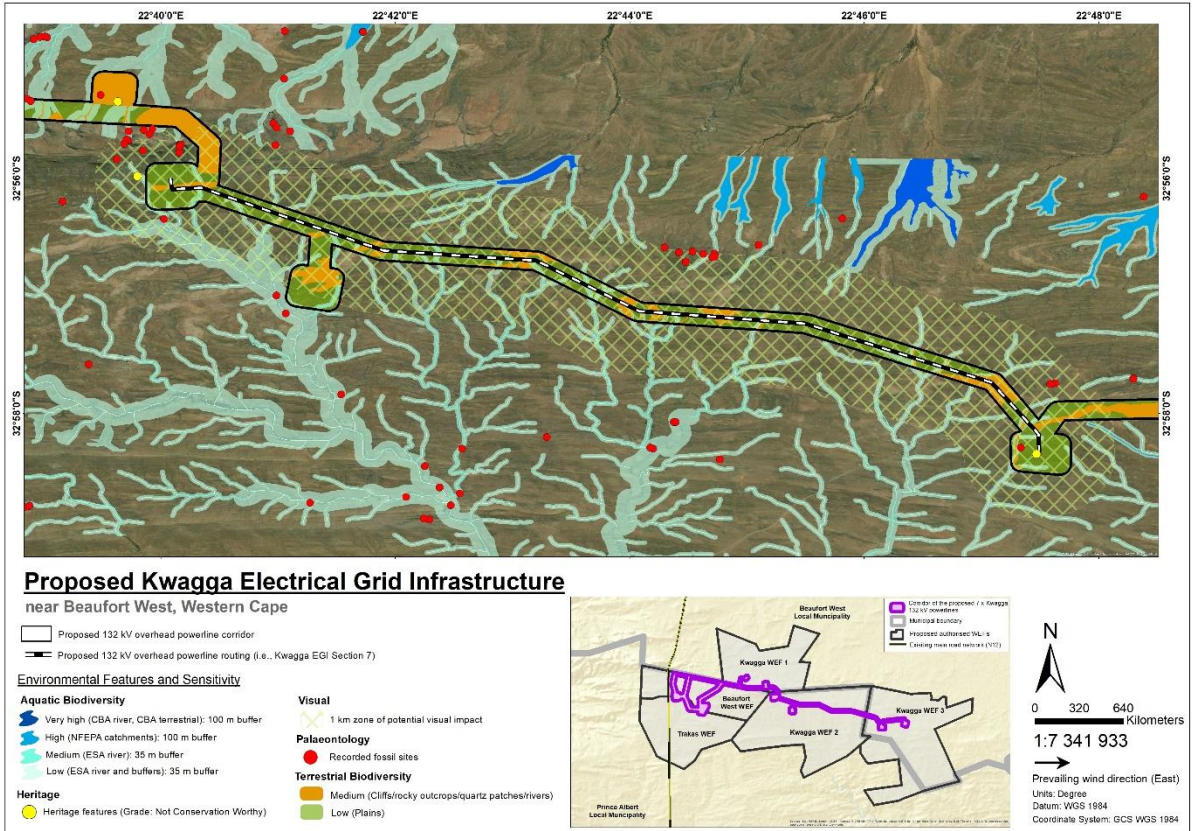 22°40'0"E 22°42'0"E 22°44'0"E 22°46'0"E 22°48'0"E
32°56'0"S 32°56'0"S
32°58'0"S 32°58'0"S
Proposed Kwagga Electrical Grid Infrastructure
near Beaufort West, Western Cape
Proposed 132 kV overhead powerline corridor
Proposed 132 kV overhead powerline routing (i.e., Kwagga EGI Section 7)
Environmental Features and Sensitivity
Aquatic Biodiversity
Very high (CBA river, CBA terrestrial): 100 m buffer
High (NFEPA catchments): 100 m buffer
Medium (ESA river): 35 m buffer
Low (ESA river and buffers): 35 m buffer
Heritage
Heritage features (Grade: Not Conservation Worthy)
Visual
1 km zone of potential visual impact
Palaeontology
Recorded fossil sites
Terrestrial Biodiversity
Medium (Cliffs/rocky outcrops/quartz patches/rivers)
Low (Plains)
Beaufort West
Local Municipality
Corridor of the proposed 7 x Kwagga
132 kV powerlines
Municipal boundary
Proposed authorised WEFs
Existing main road network (N12)
Kwagga WEF 1
Beaufort
West WEF
Kwagga WEF 3
Trakas WEF
Kwagga WEF 2
Prince Albert
Local Municipality
N
0 320 640
Kilometers
1:7 341 933
Prevailing wind direction (East)
Units: Degree
Datum: WGS 1984
Coordinate System: GCS WGS 1984